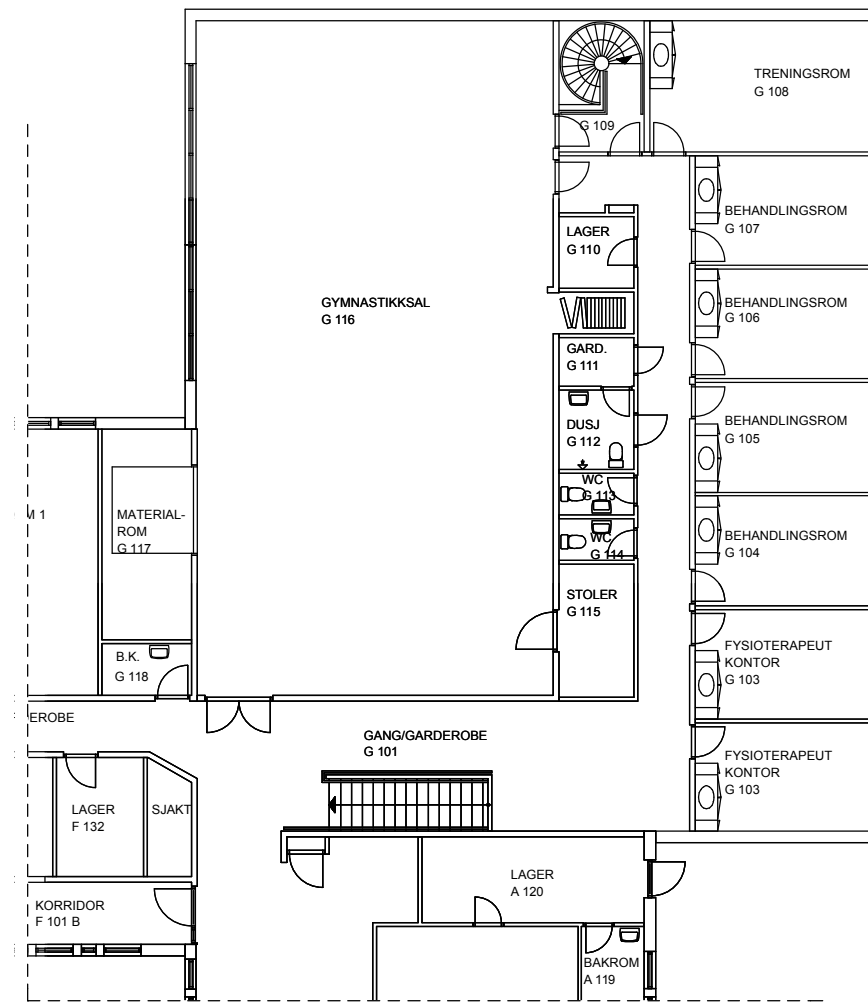 TRENINGSROM
G 108
G 109
BEHANDLINGSROM
G 107
LAGER
G 110
BEHANDLINGSROM
G 106
GYMNASTIKKSAL
G 116
GARD.
G 111
BEHANDLINGSROM
G 105
DUSJ
G 112
WC
G 113
M 1
MATERIAL-
ROM
G 117
BEHANDLINGSROM
G 104
WC
G 114
STOLER
G 115
B.K.
G 118
FYSIOTERAPEUT
KONTOR
G 103
EROBE
GANG/GARDEROBE
G 101
FYSIOTERAPEUT
KONTOR
G 103
LAGER
F 132
SJAKT
LAGER
A 120
KORRIDOR
F 101 B
BAKROM
A 119